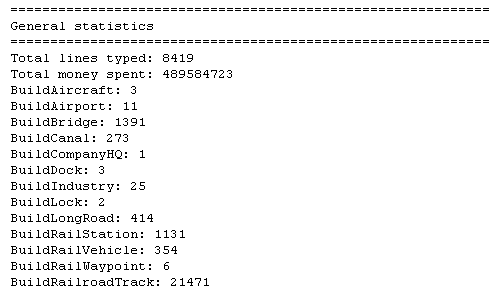 ============================================================
General statistics
============================================================
Total lines typed: 8419
Total money spent: 489584723
BuildAircraft: 3
BuildAirport: 11
BuildBridge: 1391
BuildCanal: 273
BuildCompanyHQ: 1
BuildDock: 3
BuildIndustry: 25
BuildLock: 2
BuildLongRoad: 414
BuildRailStation: 1131
BuildRailVehicle: 354
BuildRailWaypoint: 6
BuildRailroadTrack: 21471